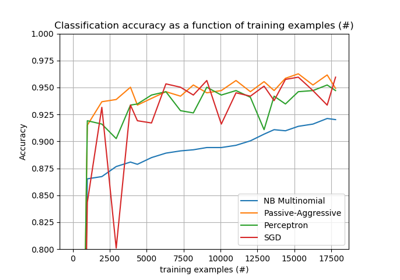 Classification accuracy as a function of training examples (#)
1.000
0.975
0.950
0.925
0.900
0.875
0.850
0.825
0.800
Accuracy
NB Multinomial
Passive-Aggressive
Perceptron
SGD
0 2500 5000 7500 10000 12500 15000 17500
training examples (#)